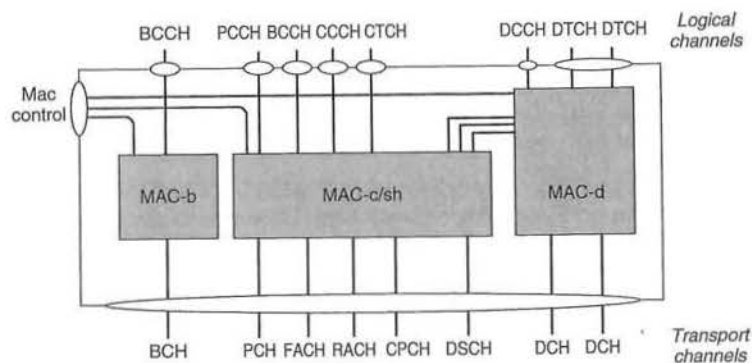 BCCH PCCH BCCH CCCH CTCH DCCH DTCH DTCH
Logical
channels
Mac
control
MAC-b
MAC-c/sh
MAC-d
BCH PCH FACH RACH CPCH DSCH DCH DCH
Transport
channels